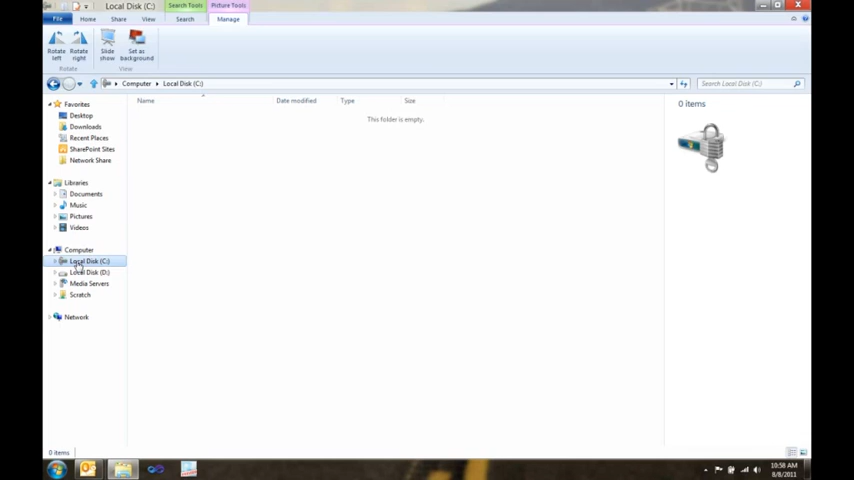 Local Disk (C:)
Search Tools
Picture Tools
File
Home
Share
View
Search
Manage
Rotate left
Rotate right
Slide show
Set as background
Rotate
View
Computer
Local Disk (C:)
Search Local Disk (C:)
Favorites
Desktop
Downloads
Recent Places
SharePoint Sites
Network Share
Libraries
Documents
Music
Pictures
Videos
Computer
Local Disk (C:)
Local Disk (D:)
Media Servers
Scratch
Network
Name
Date modified
Type
Size
This folder is empty.
0 items
0 items
10:58 AM
8/8/2011